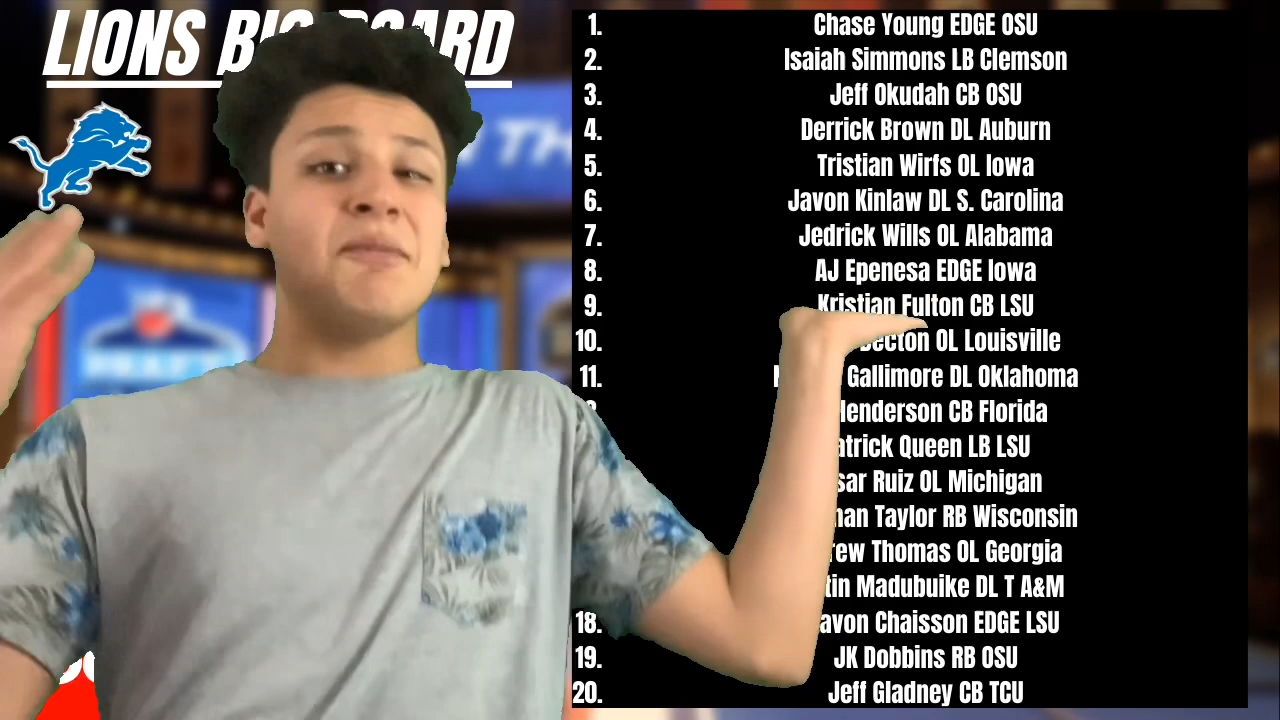 LIONS BIG BOARD
1. Chase Young EDGE OSU
2. Isaiah Simmons LB Clemson
3. Jeff Okudah CB OSU
4. Derrick Brown DL Auburn
5. Tristian Wirfs OL Iowa
6. Javon Kinlaw DL S. Carolina
7. Jedrick Wills OL Alabama
8. AJ Epenesa EDGE Iowa
9. Kristian Fulton CB LSU
10. Becton OL Louisville
11. Gallimore DL Oklahoma
Henderson CB Florida
atrick Queen LB LSU
sar Ruiz OL Michigan
han Taylor RB Wisconsin
rew Thomas OL Georgia
tin Madubuike DL T A&M
18. avon Chaisson EDGE LSU
19. JK Dobbins RB OSU
20. Jeff Gladney CB TCU
TH